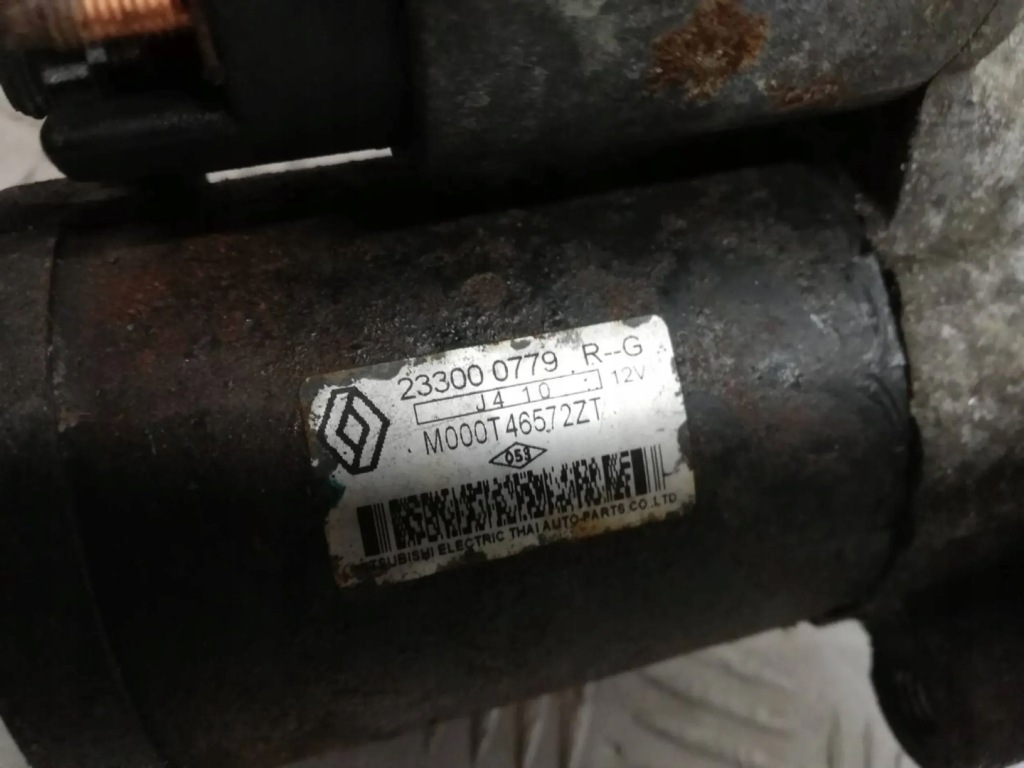 23300 0779 R--G
J4 10 12V
M000T46572ZT
053
ELECTRIC THAI AUTO-PARTS CO.LTD